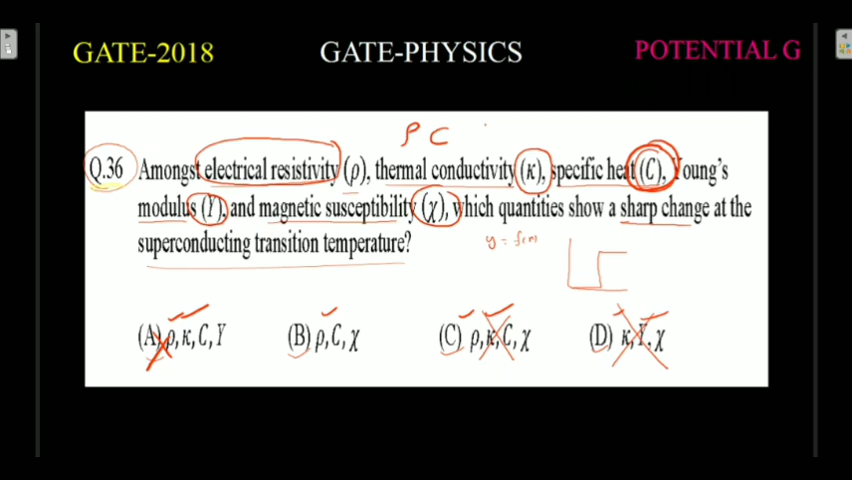 GATE-2018 GATE-PHYSICS POTENTIAL G
ρ C
Q.36 Amongst electrical resistivity (ρ), thermal conductivity (κ), specific heat (C), Young's
modulus (Y), and magnetic susceptibility (χ), which quantities show a sharp change at the
superconducting transition temperature?
y = f(x)
(A) ρ, κ, C, Y (B) ρ, C, χ (C) ρ, κ, C, χ (D) κ, Y, χ